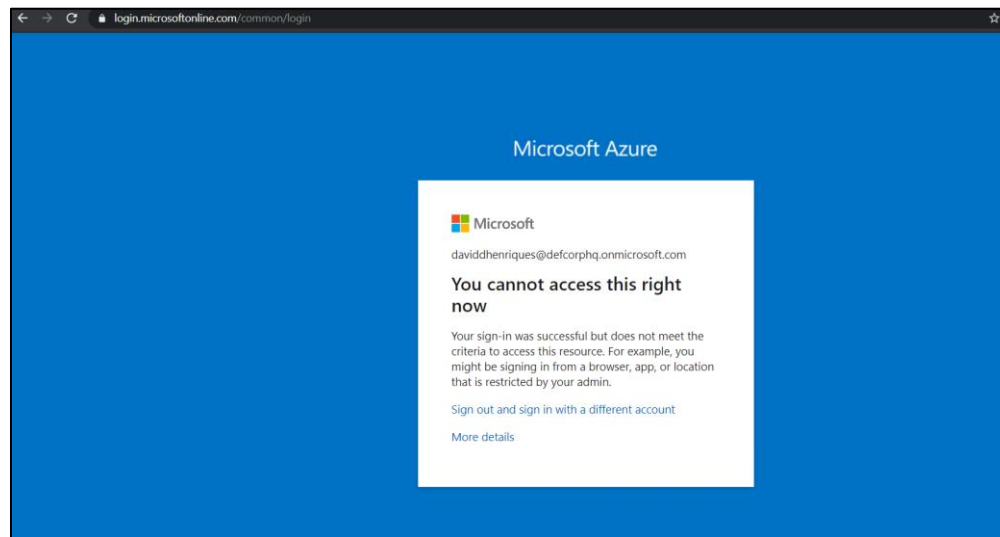 login.microsoftonline.com/common/login
Microsoft Azure
Microsoft
daviddhenriques@defcorphq.onmicrosoft.com
You cannot access this right
now
Your sign-in was successful but does not meet the
criteria to access this resource. For example, you
might be signing in from a browser, app, or location
that is restricted by your admin.
Sign out and sign in with a different account
More details